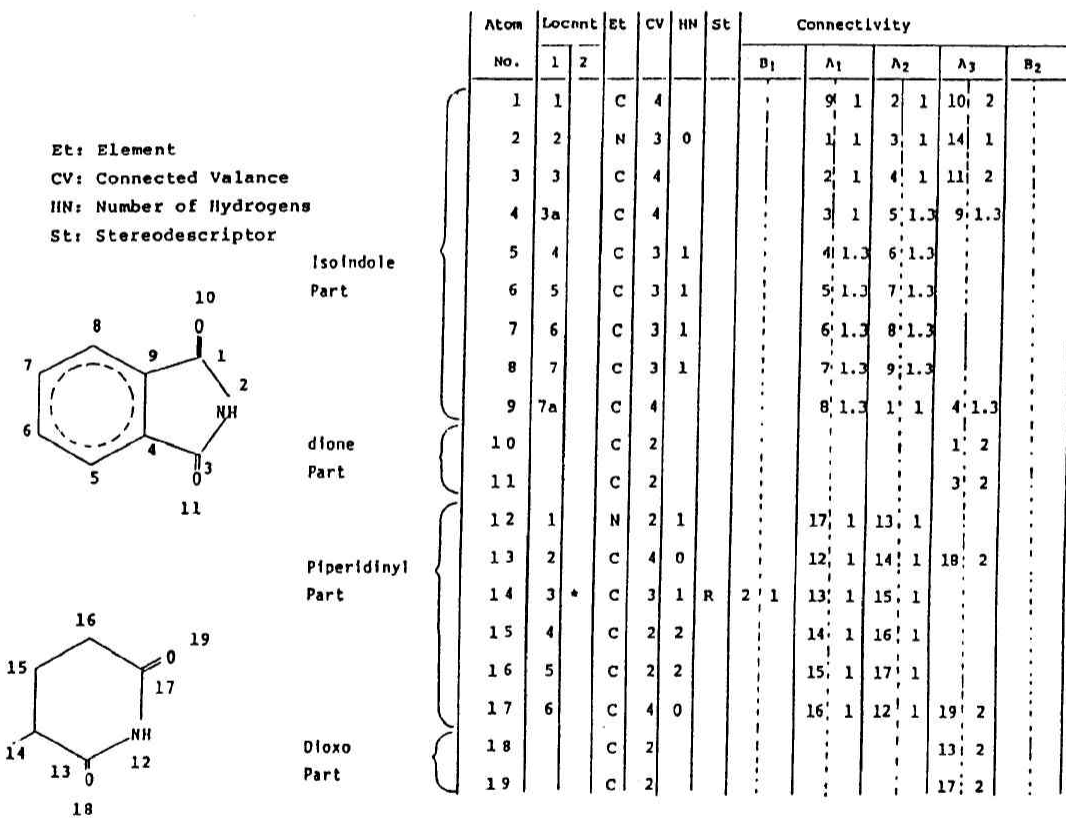 Atom Locnnt Et CV HN St Connectivity
No. 1 2 B1 A1 A2 A3 B2
Et: Element
CV: Connected Valance
HN: Number of Hydrogens
St: Stereodescriptor
Isoindole
Part
1 1 C 4 9 1 2 1 10 2
2 2 N 3 0 1 1 3 1 14 1
3 3 C 4 2 1 4 1 11 2
4 3a C 4 3 1 5 1.3 9 1.3
5 4 C 3 1 4 1.3 6 1.3
6 5 C 3 1 5 1.3 7 1.3
7 6 C 3 1 6 1.3 8 1.3
8 7 C 3 1 7 1.3 9 1.3
9 7a C 4 8 1.3 1 1 4 1.3
dione
Part
10 C 2 1 2
11 C 2 3 2
Piperidinyl
Part
12 1 N 2 1 17 1 13 1
13 2 C 4 0 12 1 14 1 18 2
14 3 * C 3 1 R 2 1 13 1 15 1
15 4 C 2 2 14 1 16 1
16 5 C 2 2 15 1 17 1
17 6 C 4 0 16 1 12 1 19 2
Dioxo
Part
18 C 2 13 2
19 C 2 17 2
10
O
8
9
1
7
2
NH
6
4
3
5
O
11
16
19
15
O
17
NH
14
13
12
O
18